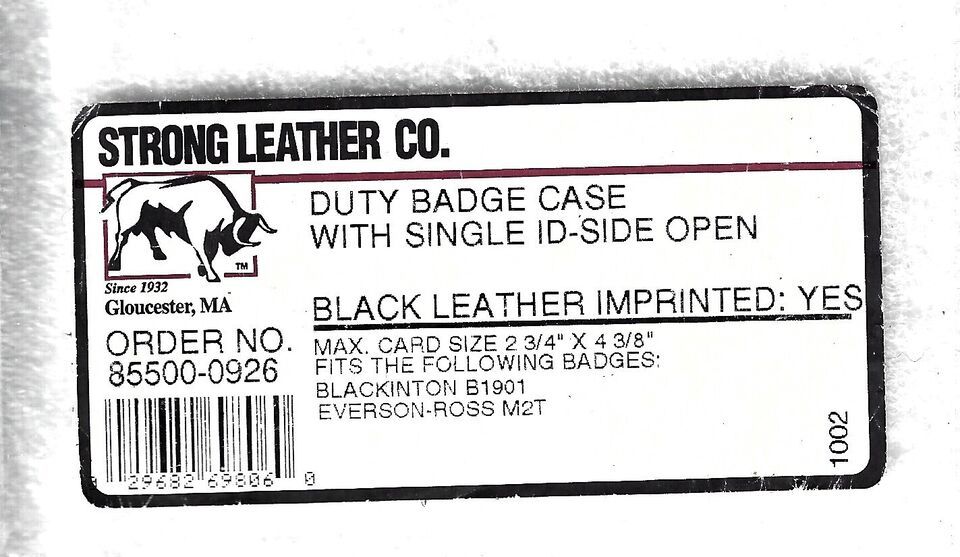 STRONG LEATHER CO.
TM
Since 1932
Gloucester, MA
ORDER NO.
85500-0926
0 29682 69806 0
DUTY BADGE CASE
WITH SINGLE ID-SIDE OPEN
BLACK LEATHER IMPRINTED: YES
MAX. CARD SIZE 2 3/4" X 4 3/8"
FITS THE FOLLOWING BADGES:
BLACKINTON B1901
EVERSON-ROSS M2T
1002